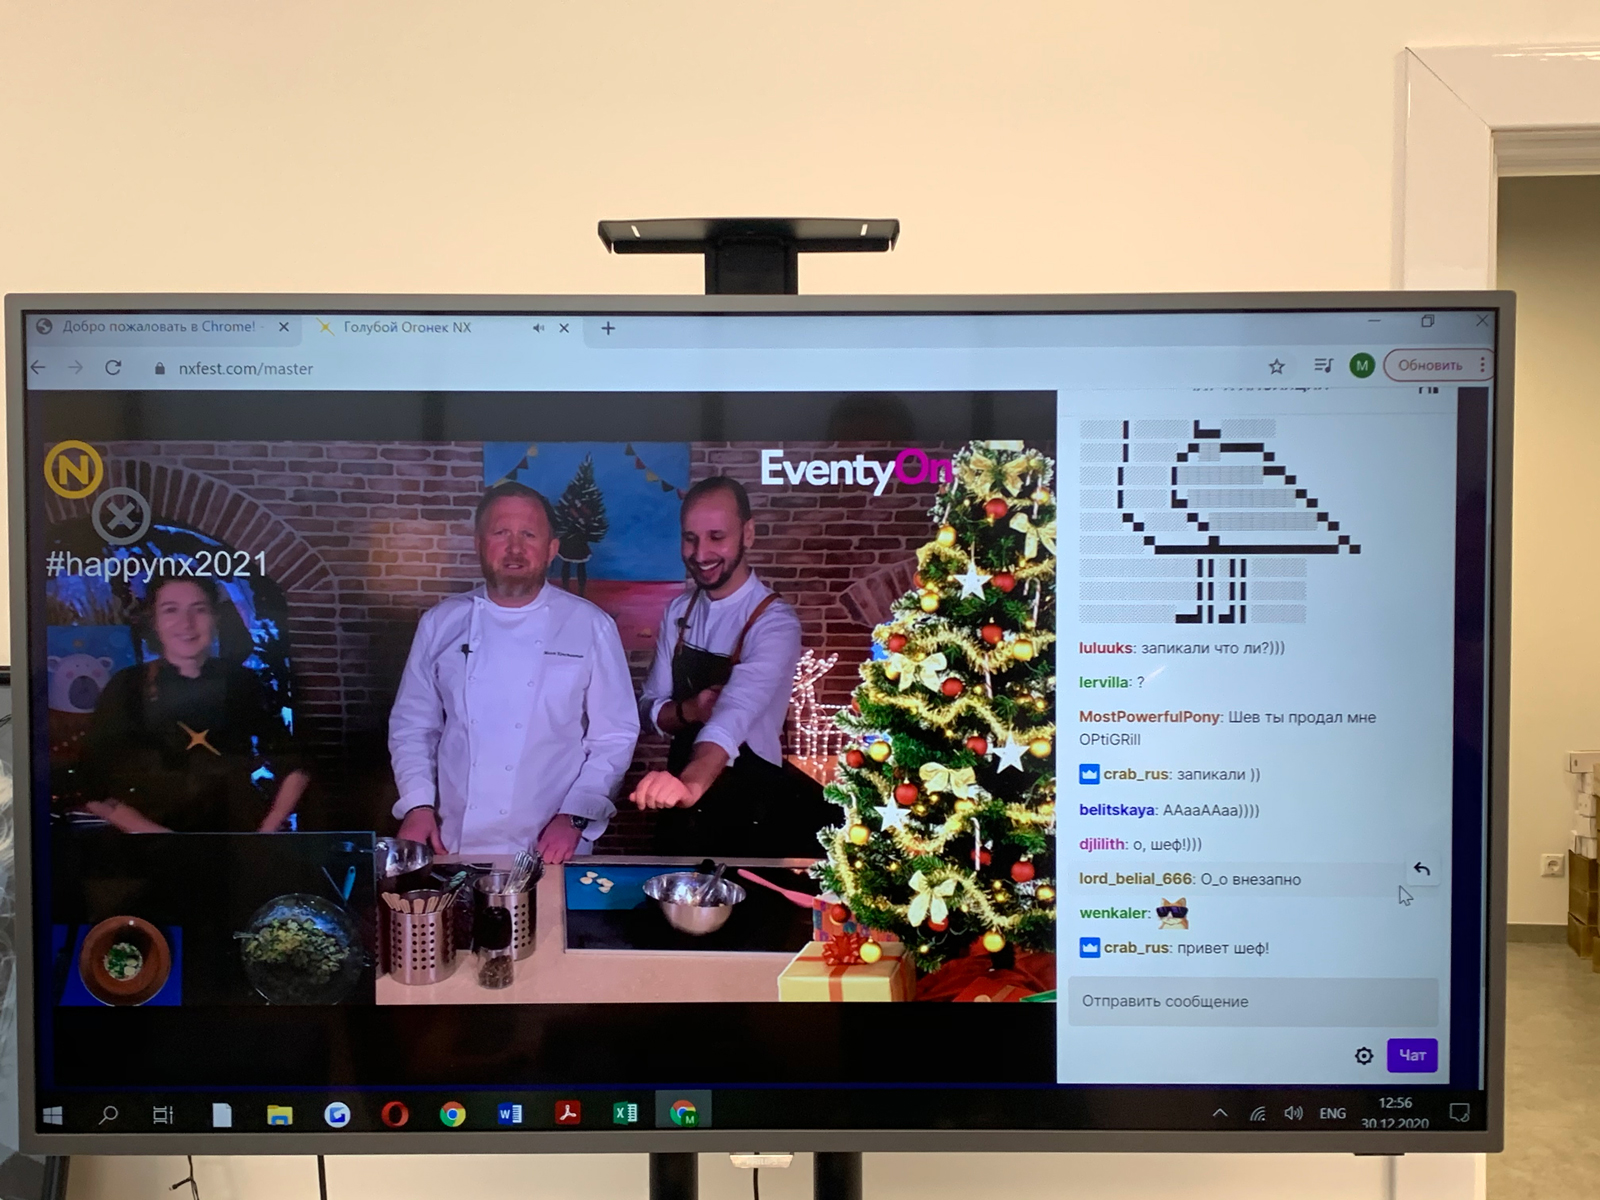 Добро пожаловать в Chrome! -
Голубой Огонек NX
nxfest.com/master
M
Обновить
N
#happynx2021
EventyOn
luluuks: запикали что ли?)))
lervilla: ?
MostPowerfulPony: Шев ты продал мне
OPtiGRill
crab_rus: запикали ))
belitskaya: ААааААаа))))
djlilith: о, шеф!)))
lord_belial_666: О_о внезапно
wenkaler:
crab_rus: привет шеф!
Отправить сообщение
Чат
ENG
12:56
30.12.2020